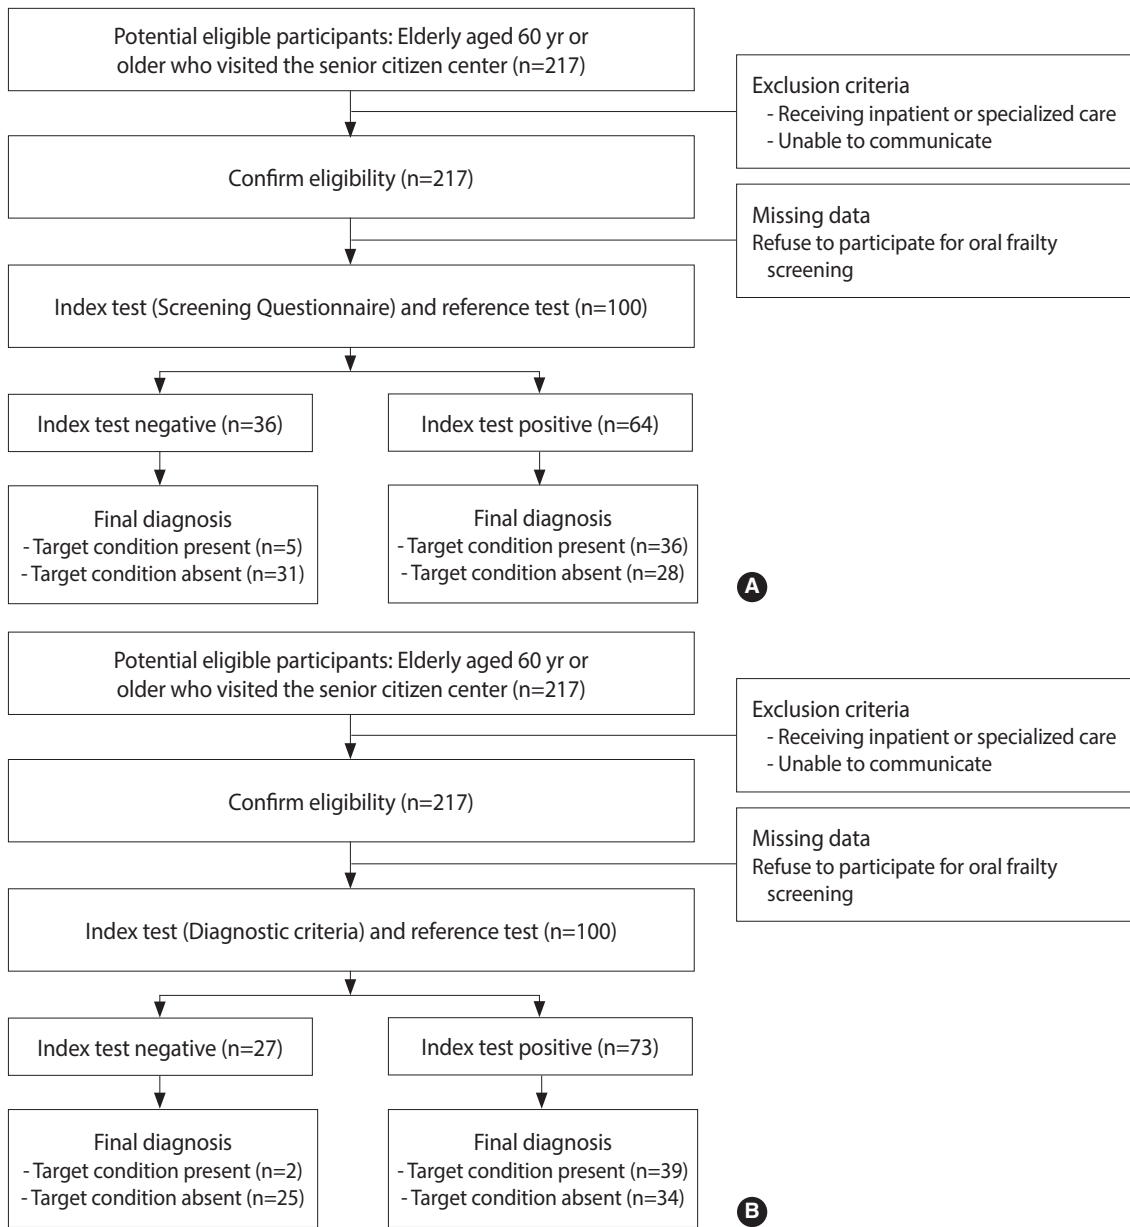 Potential eligible participants: Elderly aged 60 yr or
older who visited the senior citizen center (n=217)
Exclusion criteria
- Receiving inpatient or specialized care
- Unable to communicate
Confirm eligibility (n=217)
Missing data
Refuse to participate for oral frailty
screening
Index test (Screening Questionnaire) and reference test (n=100)
Index test negative (n=36)
Index test positive (n=64)
Final diagnosis
- Target condition present (n=5)
- Target condition absent (n=31)
Final diagnosis
- Target condition present (n=36)
- Target condition absent (n=28)
A
Potential eligible participants: Elderly aged 60 yr or
older who visited the senior citizen center (n=217)
Exclusion criteria
- Receiving inpatient or specialized care
- Unable to communicate
Confirm eligibility (n=217)
Missing data
Refuse to participate for oral frailty
screening
Index test (Diagnostic criteria) and reference test (n=100)
Index test negative (n=27)
Index test positive (n=73)
Final diagnosis
- Target condition present (n=2)
- Target condition absent (n=25)
Final diagnosis
- Target condition present (n=39)
- Target condition absent (n=34)
B